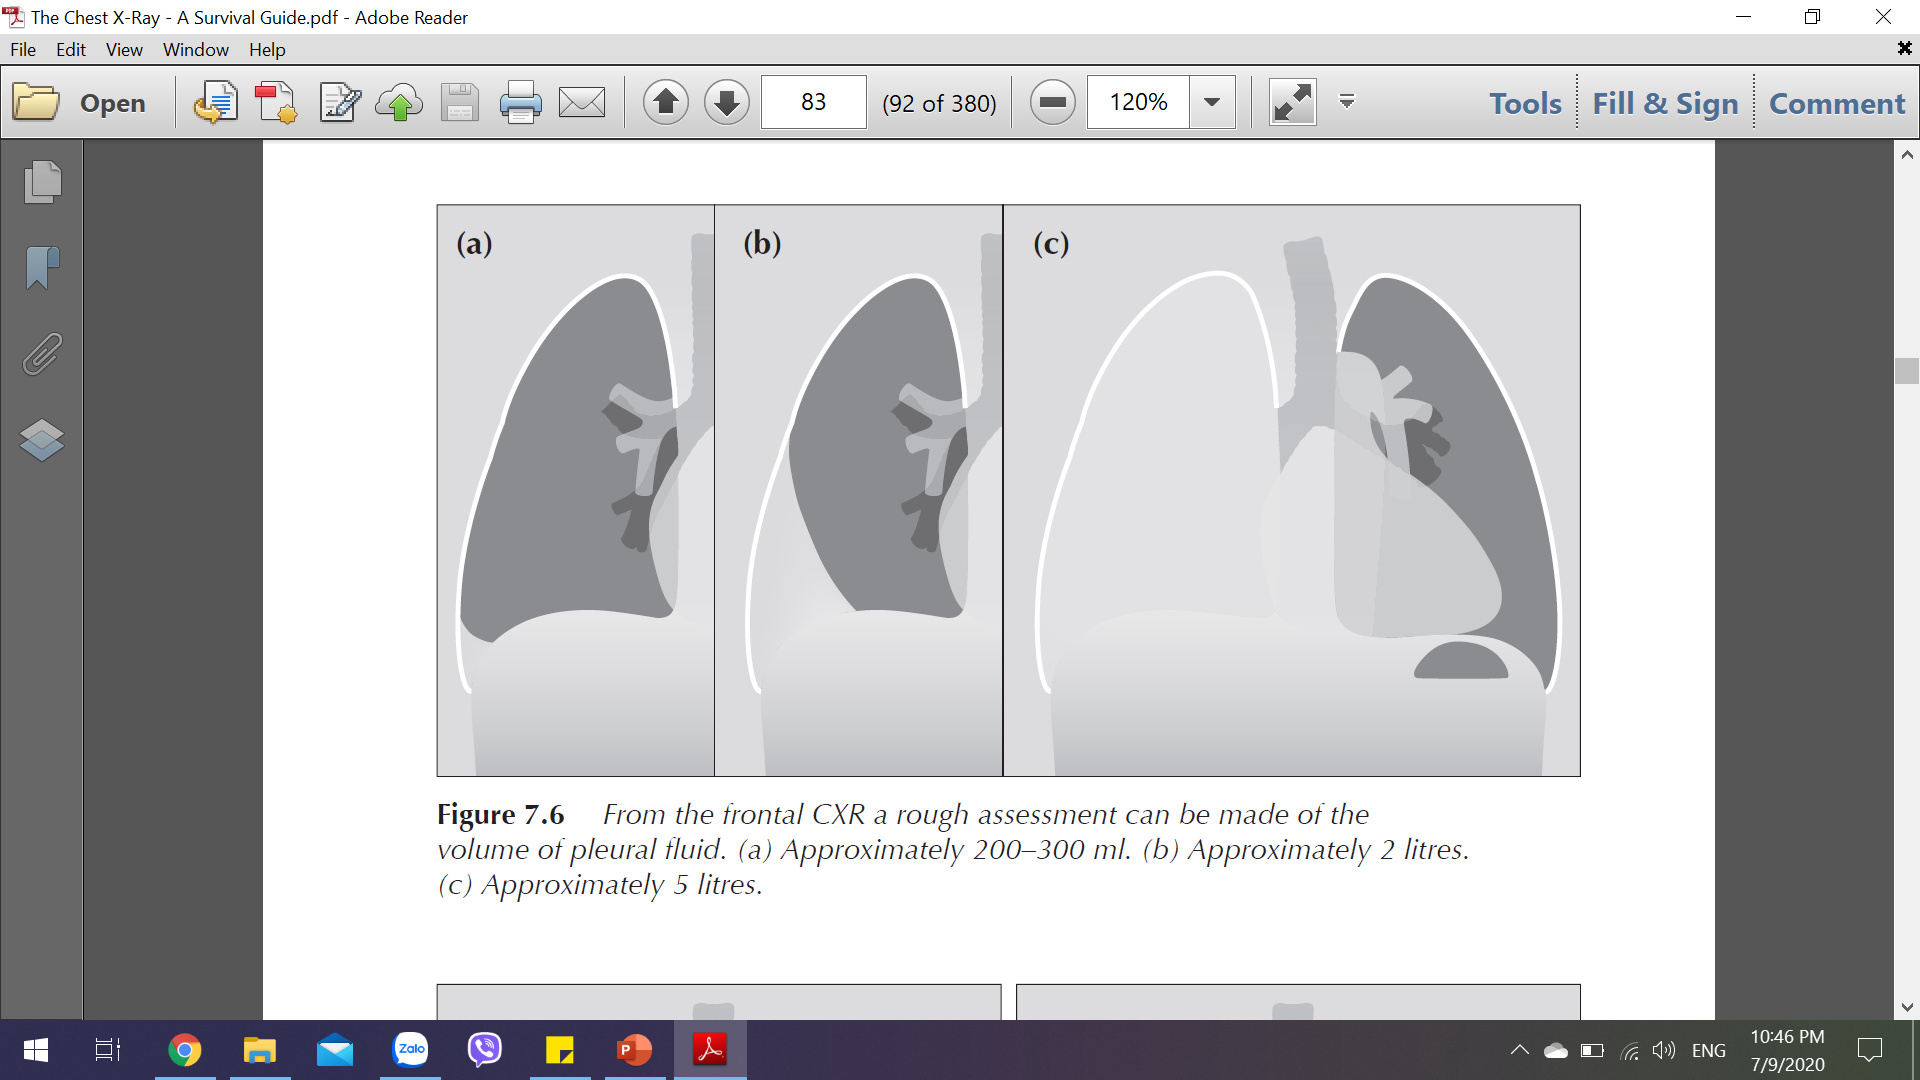 The Chest X-Ray - A Survival Guide.pdf - Adobe Reader
File Edit View Window Help
Open 83 (92 of 380) 120% Tools Fill & Sign Comment
(a) (b) (c)
Figure 7.6 From the frontal CXR a rough assessment can be made of the
volume of pleural fluid. (a) Approximately 200–300 ml. (b) Approximately 2 litres.
(c) Approximately 5 litres.
Zalo
P
ENG
10:46 PM
7/9/2020